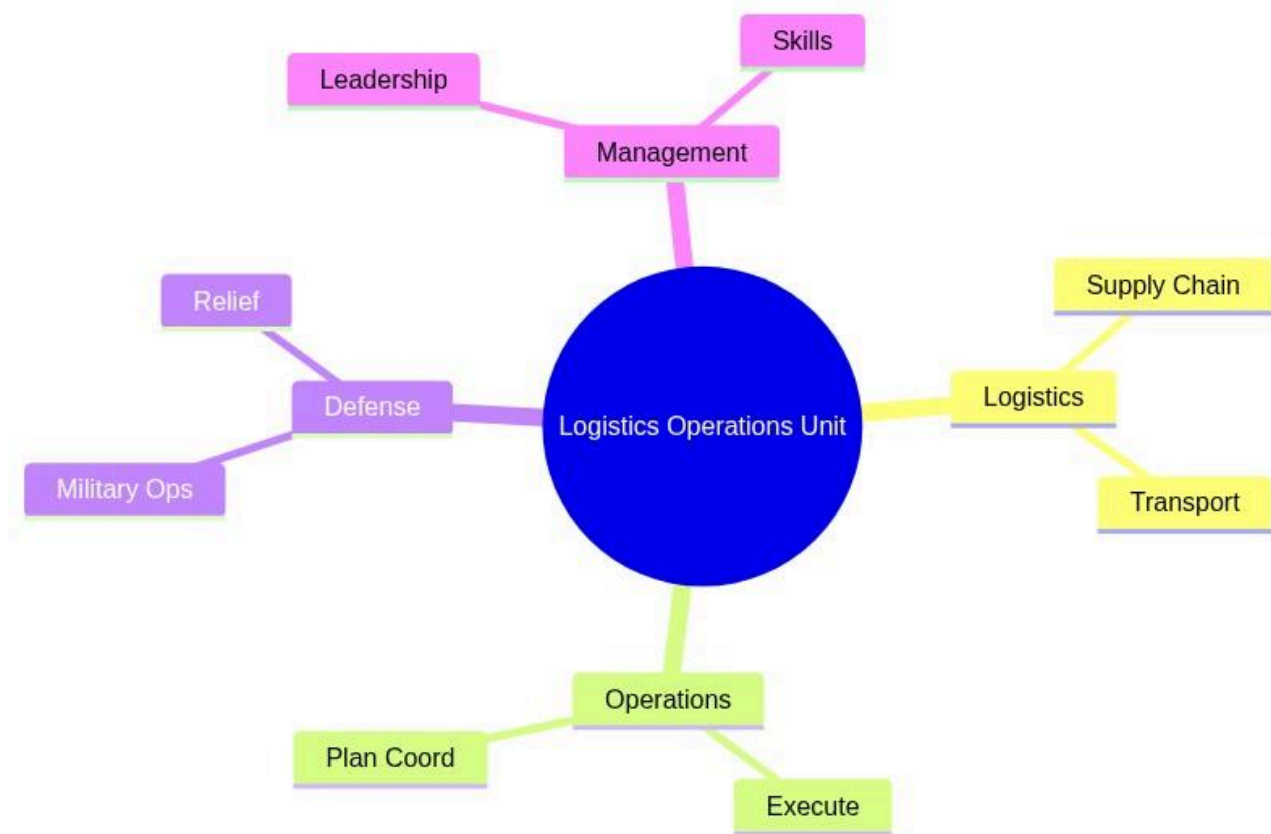 Skills
Leadership
Management
Supply Chain
Relief
Logistics
Defense
Logistics Operations Unit
Military Ops
Transport
Operations
Plan Coord
Execute